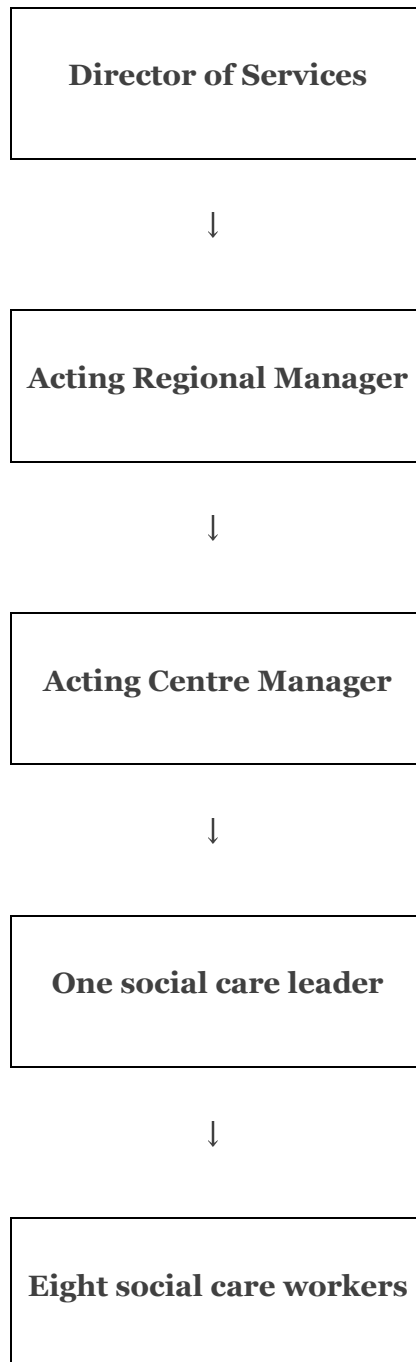 Director of Services
↓
Acting Regional Manager
↓
Acting Centre Manager
↓
One social care leader
↓
Eight social care workers